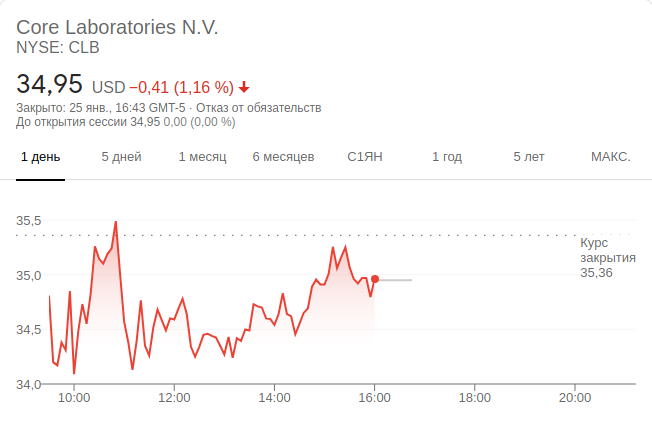 Core Laboratories N.V.
NYSE: CLB
34,95 USD −0,41 (1,16 %)
Закрыто: 25 янв., 16:43 GMT-5 · Отказ от обязательств
До открытия сессии 34,95 0,00 (0,00 %)
1 день 5 дней 1 месяц 6 месяцев С1ЯН 1 год 5 лет МАКС.
35,5
35,0
34,5
34,0
Курс
закрытия
35,36
10:00 12:00 14:00 16:00 18:00 20:00